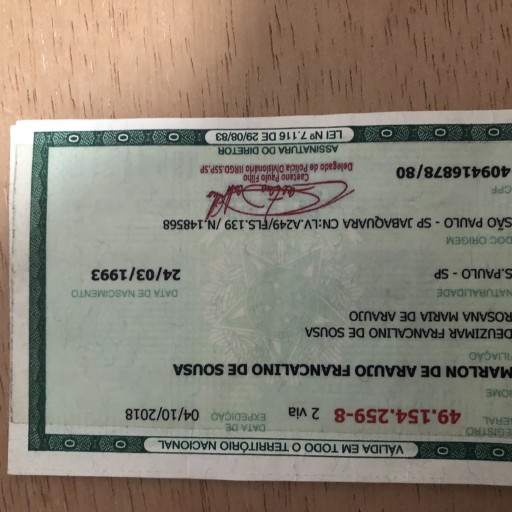 VÁLIDA EM TODO O TERRITÓRIO NACIONAL
REGISTRO GERAL 49.154.259-8 2 via DATA DE EXPEDIÇÃO 04/10/2018
NOME
MARLON DE ARAUJO FRANCALINO DE SOUSA
FILIAÇÃO
DEUZIMAR FRANCALINO DE SOUSA
ROSANA MARIA DE ARAUJO
NATURALIDADE DATA DE NASCIMENTO
S.PAULO - SP 24/03/1993
DOC ORIGEM
SÃO PAULO - SP JABAQUARA CN:LV.A249/FLS.139 / N.148568
CPF
409416878/80
Caetano Paulo Filho
Delegado de Polícia Divisionário IIRGD.SSP.SP
ASSINATURA DO DIRETOR
LEI Nº 7.116 DE 29/08/83